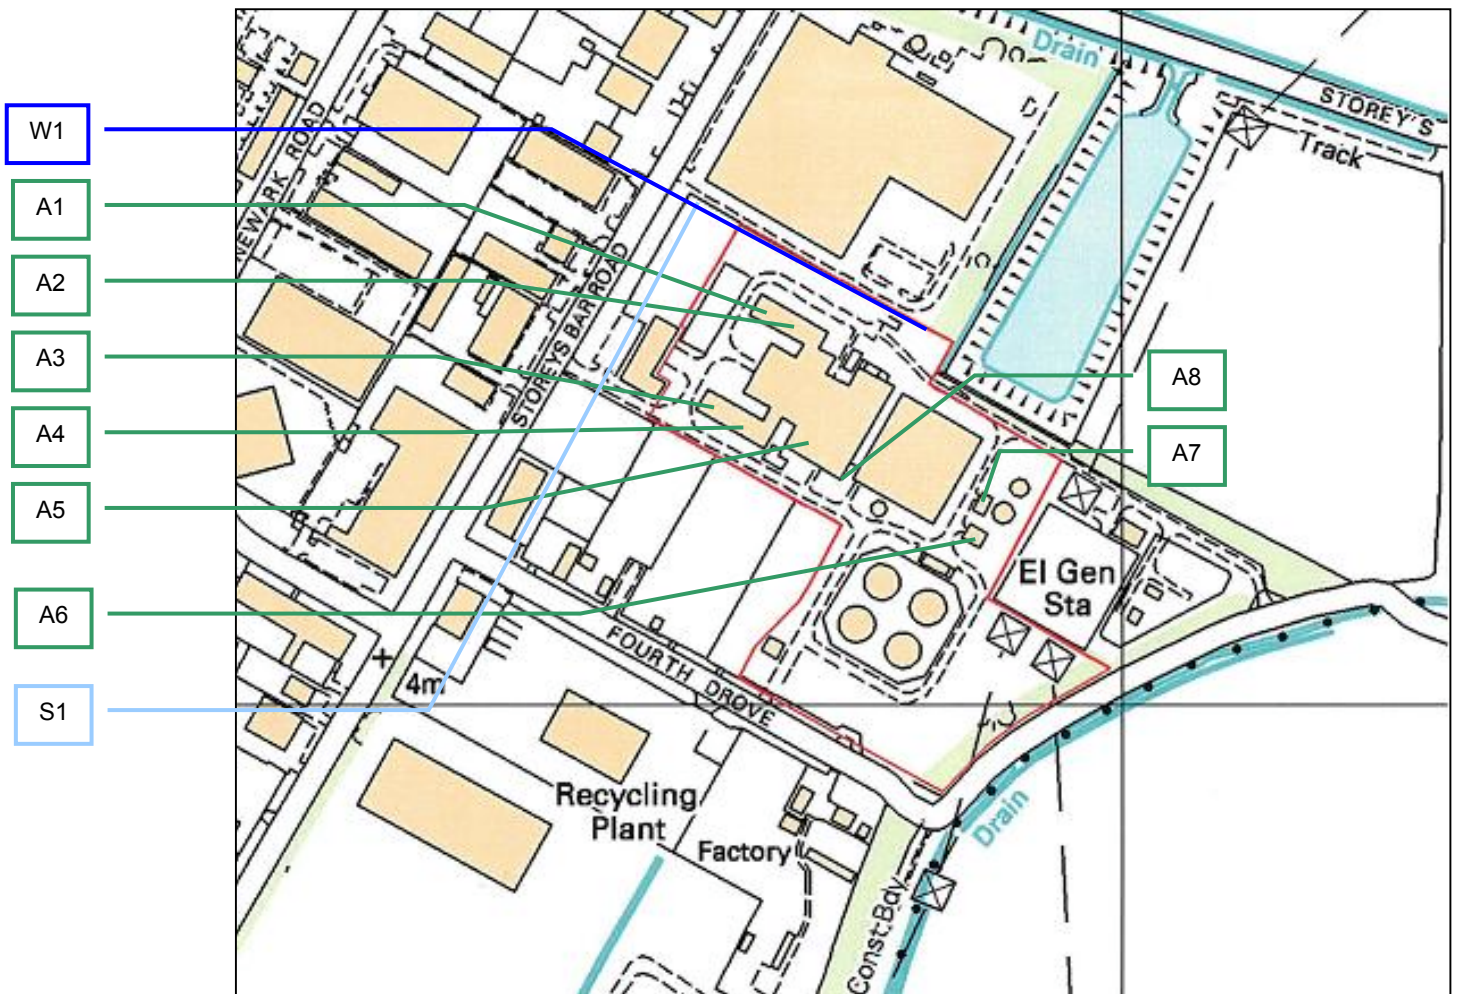 W1
A1
A2
A3
A4
A5
A6
S1
A8
A7
Drain
STOREY'S
Track
NEWARK ROAD
STOREYS BAR ROAD
El Gen
Sta
FOURTH DROVE
4m
Recycling
Plant
Factory
Drain
Const Bdy